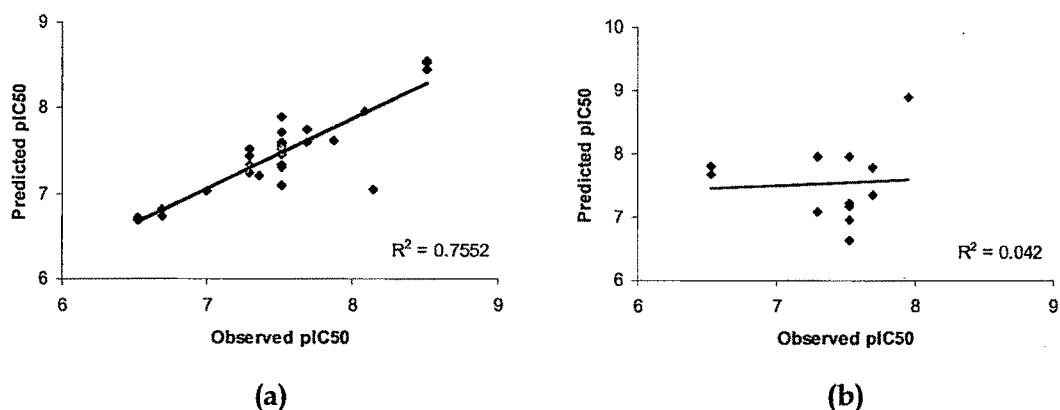 9
8
7
6
Predicted pIC50
6 7 8 9
Observed pIC50
R² = 0.7552
(a)
10
9
8
7
6
5
Predicted pIC50
6 7 8 9
Observed pIC50
R² = 0.042
(b)